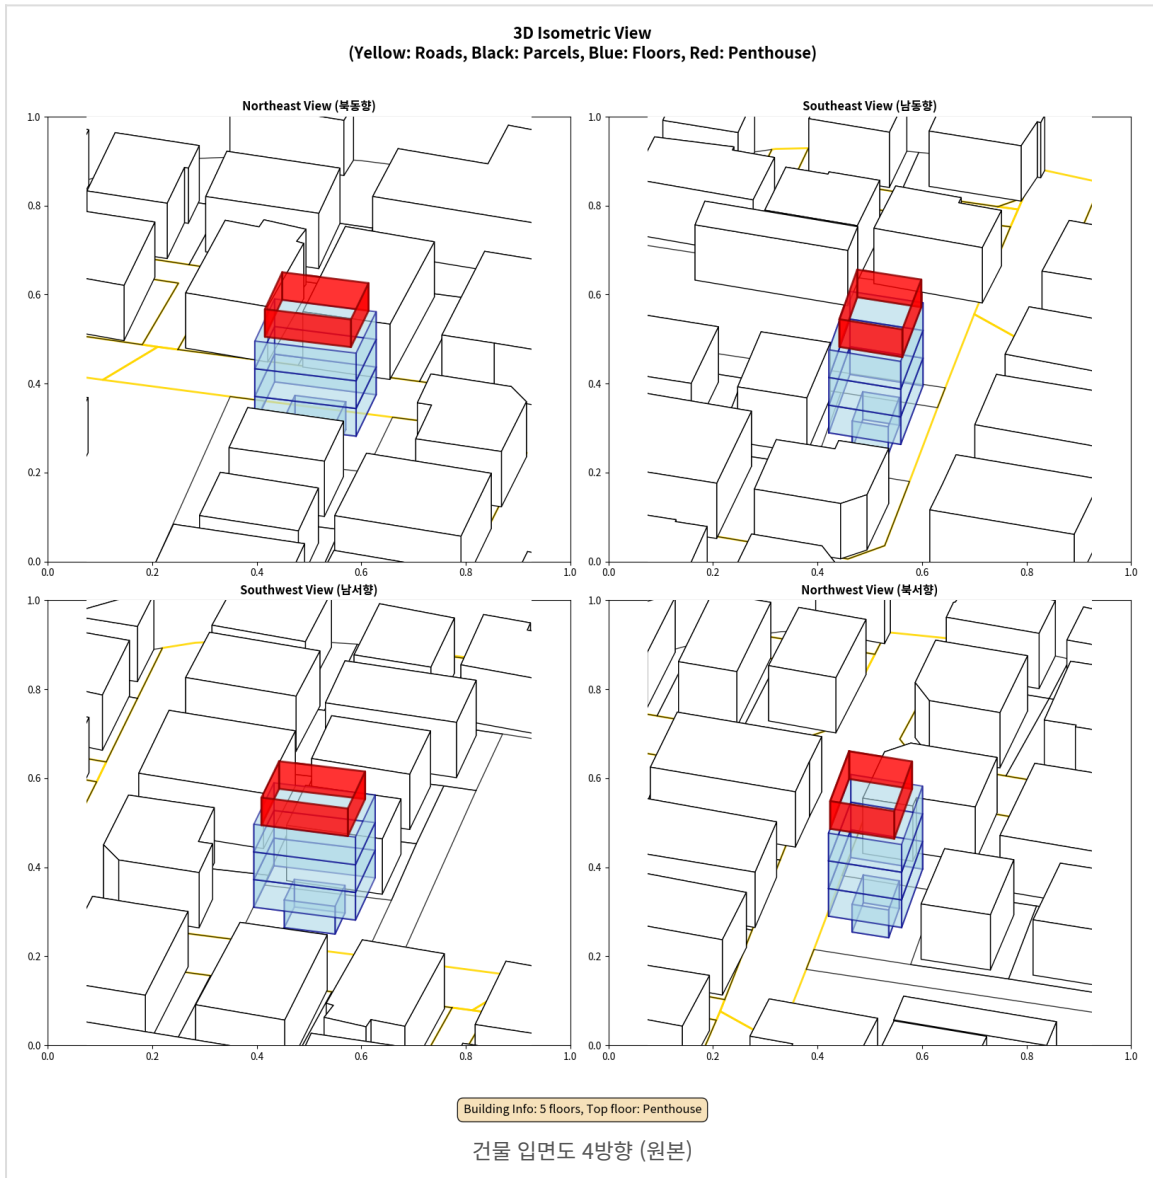 3D Isometric View
(Yellow: Roads, Black: Parcels, Blue: Floors, Red: Penthouse)
Northeast View (북동향)
1.0
0.8
0.6
0.4
0.2
0.0
0.0 0.2 0.4 0.6 0.8 1.0
Southeast View (남동향)
1.0
0.8
0.6
0.4
0.2
0.0
0.0 0.2 0.4 0.6 0.8 1.0
Southwest View (남서향)
1.0
0.8
0.6
0.4
0.2
0.0
0.0 0.2 0.4 0.6 0.8 1.0
Northwest View (북서향)
1.0
0.8
0.6
0.4
0.2
0.0
0.0 0.2 0.4 0.6 0.8 1.0
Building Info: 5 floors, Top floor: Penthouse
건물 입면도 4방향 (원본)